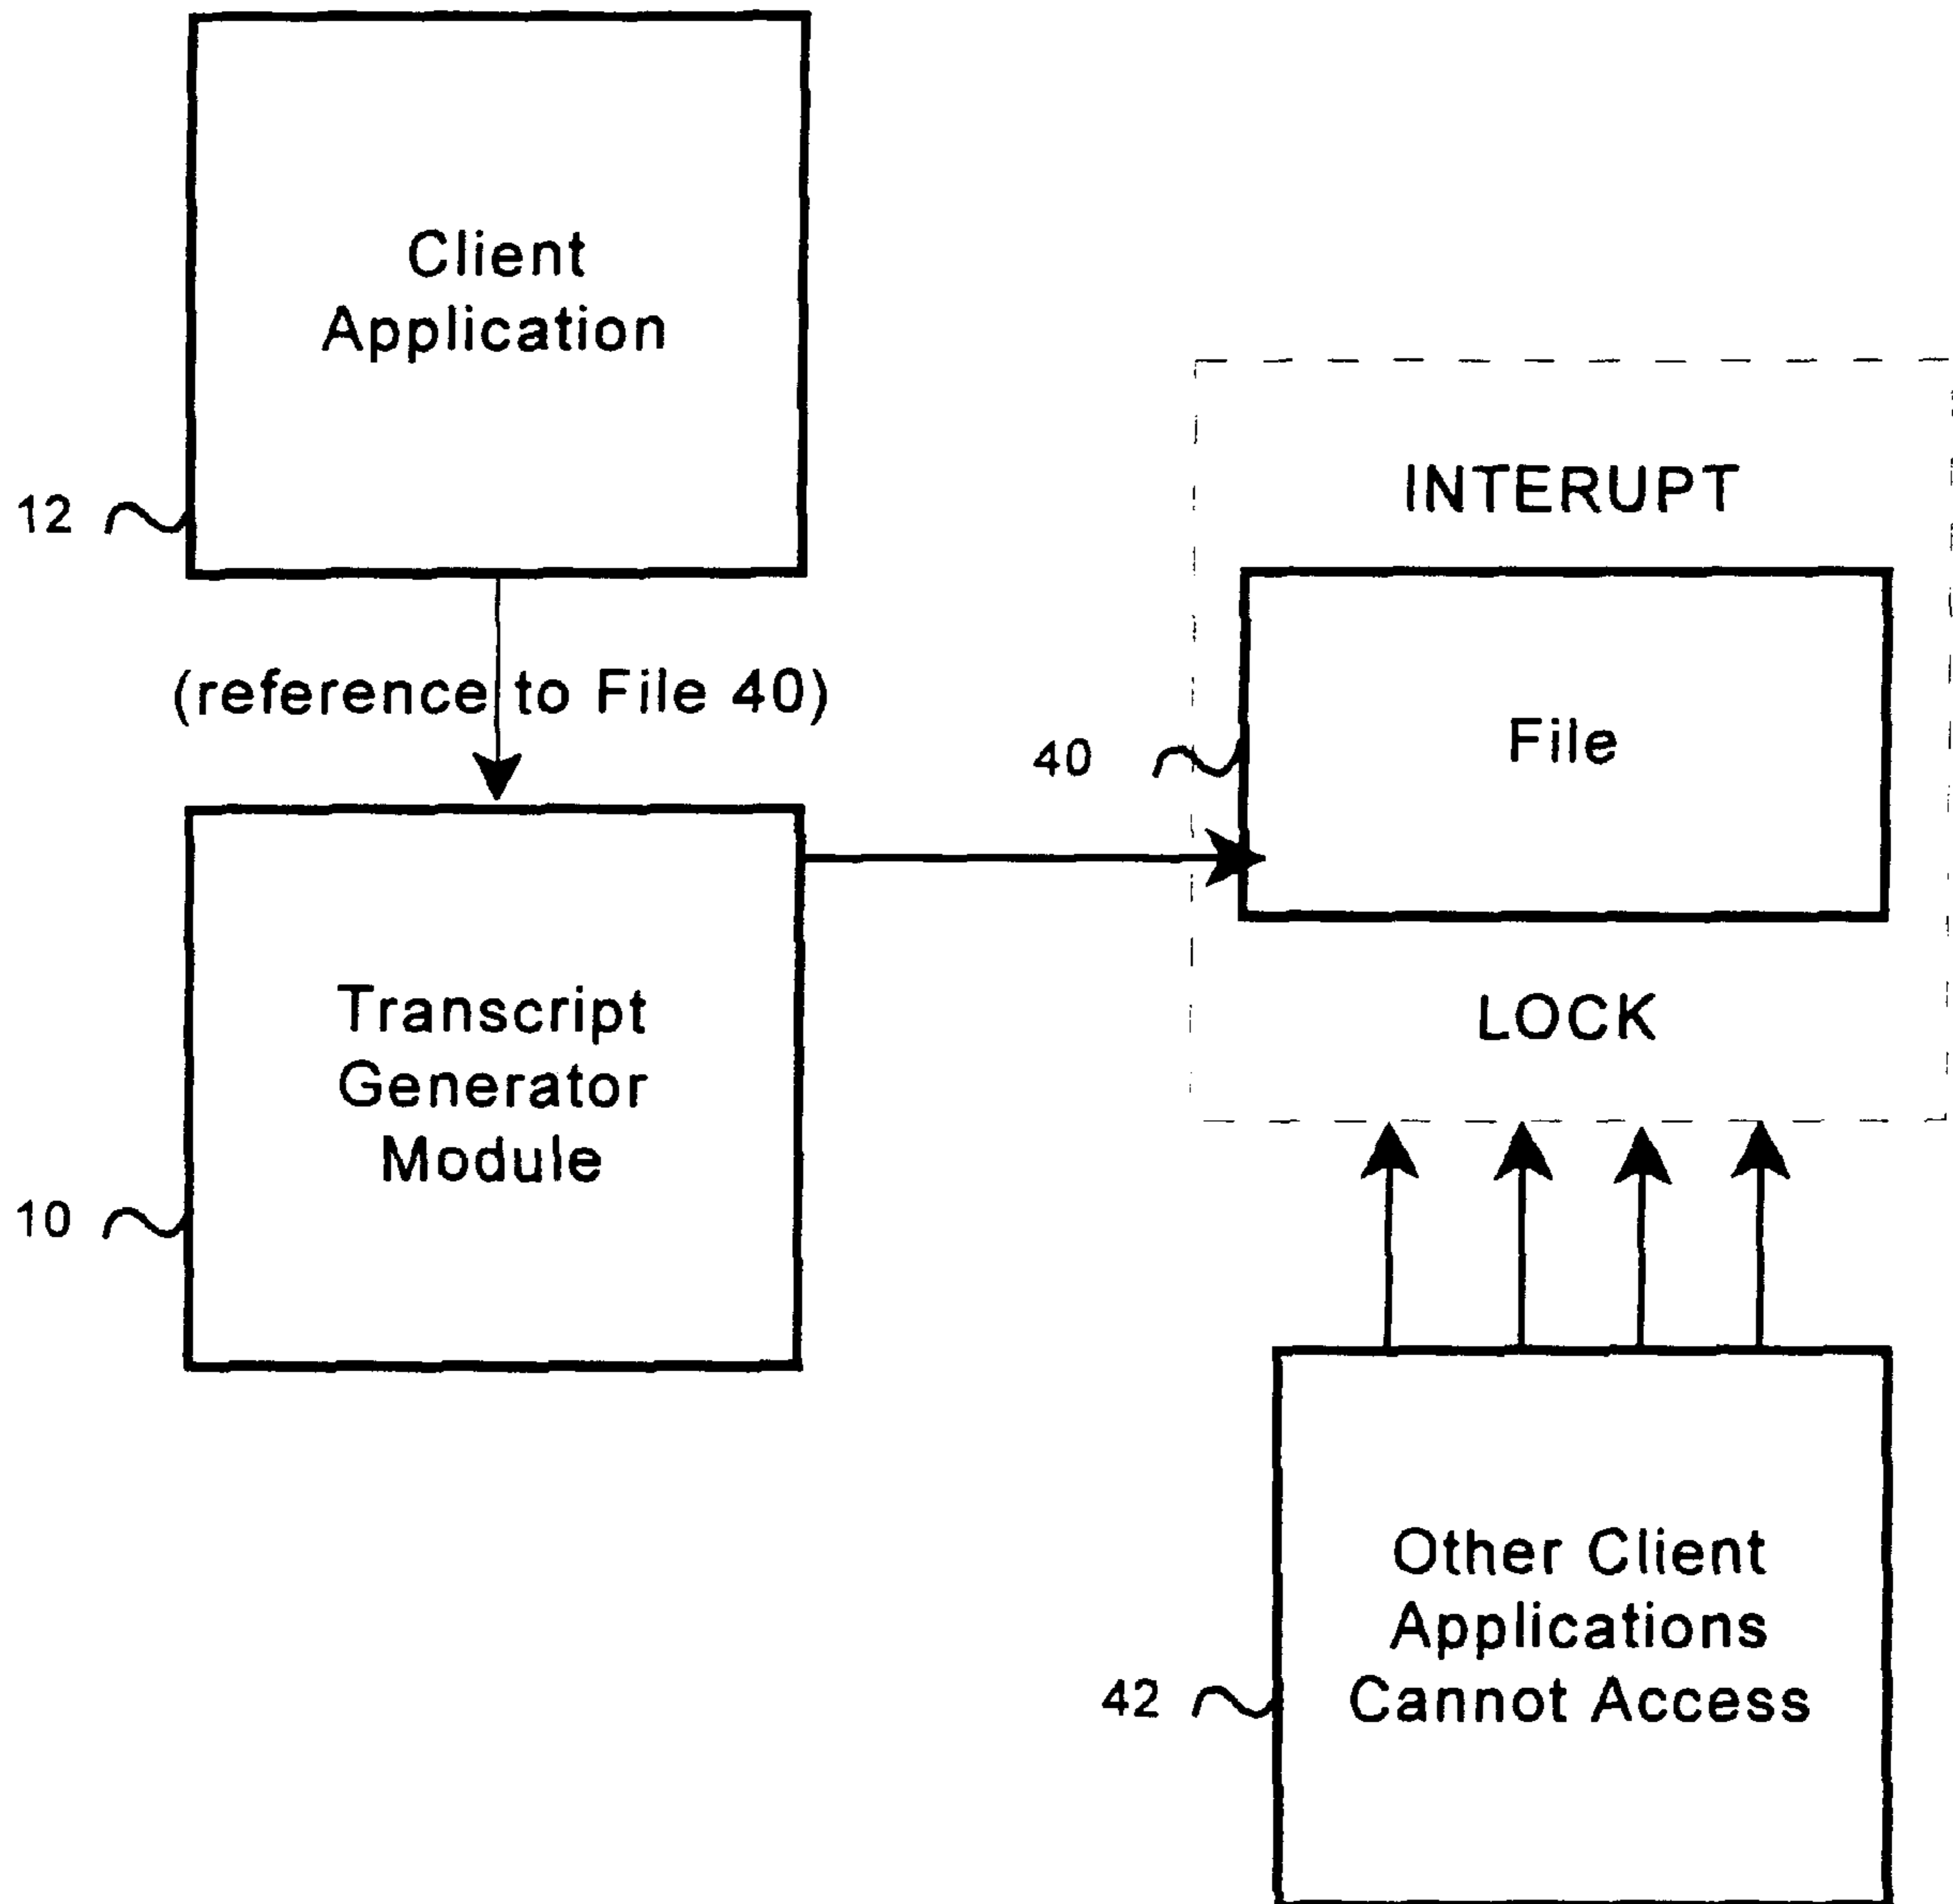 Client
Application
12
(reference to File 40)
INTERUPT
40
File
LOCK
Transcript
Generator
Module
10
Other Client
Applications
Cannot Access
42